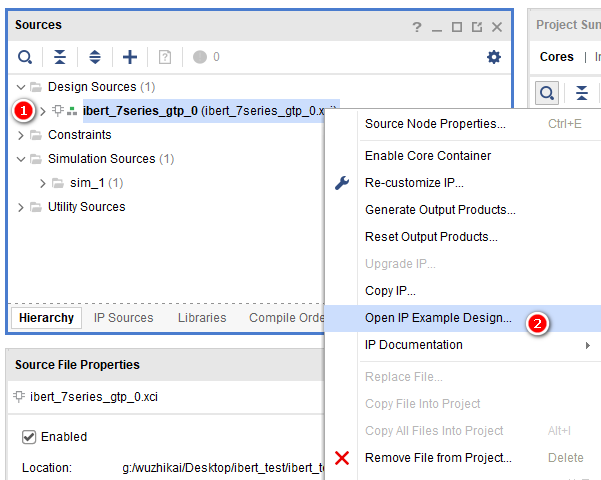 Sources
? _
0
Design Sources (1)
1
ibert_7series_gtp_0 (ibert_7series_gtp_0.xci)
Constraints
Simulation Sources (1)
sim_1 (1)
Utility Sources
Hierarchy IP Sources Libraries Compile Orde
Source File Properties
ibert_7series_gtp_0.xci
Enabled
Location: g:/wuzhikai/Desktop/ibert_test/ibert_te
Project Sum
Cores | I
Source Node Properties... Ctrl+E
Enable Core Container
Re-customize IP...
Generate Output Products...
Reset Output Products...
Upgrade IP...
Copy IP...
Open IP Example Design... 2
IP Documentation
Replace File...
Copy File Into Project
Copy All Files Into Project Alt+I
Remove File from Project... Delete